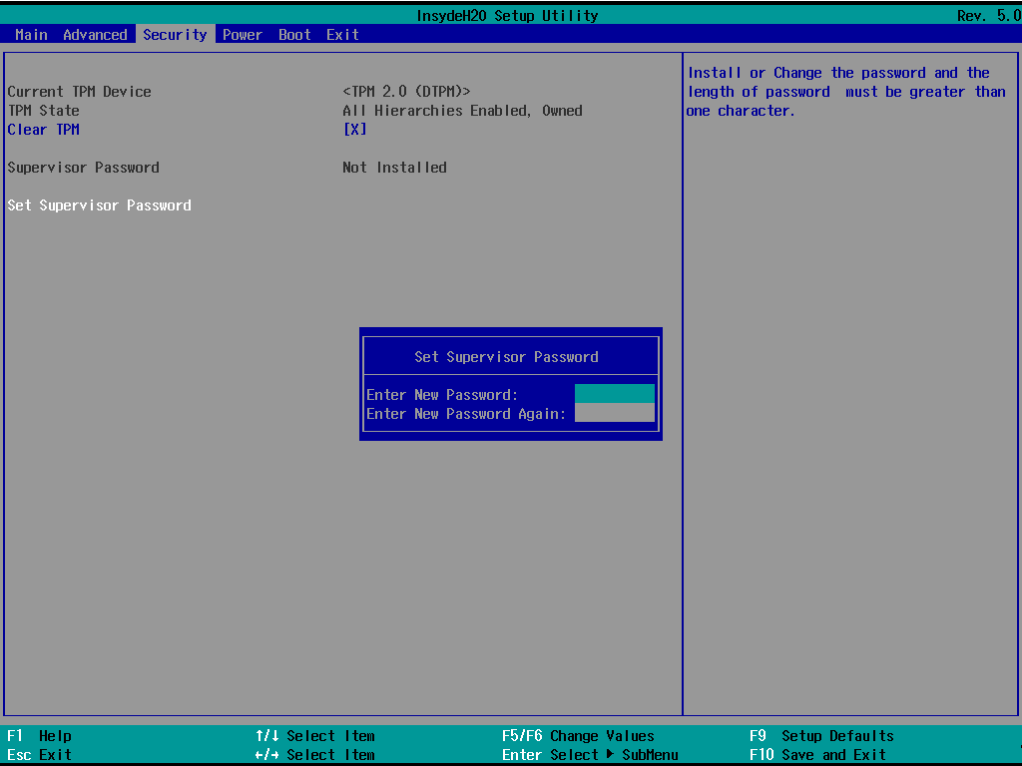 InsydeH20 Setup Utility Rev. 5.0
Main Advanced Security Power Boot Exit
Current TPM Device <TPM 2.0 (DTPM)>
TPM State All Hierarchies Enabled, Owned
Clear TPM [X]
Supervisor Password Not Installed
Set Supervisor Password
Install or Change the password and the
length of password must be greater than
one character.
Set Supervisor Password
Enter New Password:
Enter New Password Again:
F1 Help ↑/↓ Select Item F5/F6 Change Values F9 Setup Defaults
Esc Exit ←/→ Select Item Enter Select ▶ SubMenu F10 Save and Exit